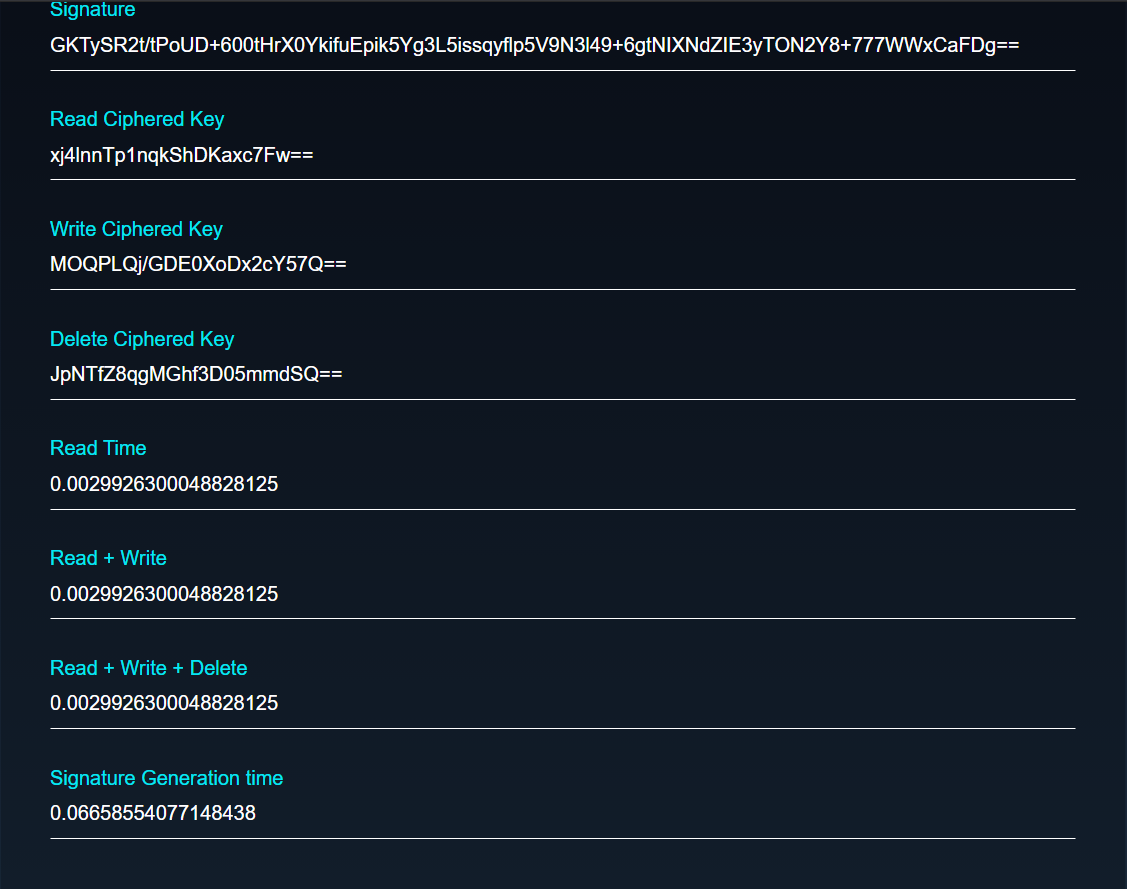 Signature
GKTySR2t/tPoUD+600tHrX0YkifuEpik5Yg3L5issqyflp5V9N3l49+6gtNIXNdZIE3yTON2Y8+777WWxCaFDg==
Read Ciphered Key
xj4lnnTp1nqkShDKaxc7Fw==
Write Ciphered Key
MOQPLQj/GDE0XoDx2cY57Q==
Delete Ciphered Key
JpNTfZ8qgMGhf3D05mmdSQ==
Read Time
0.0029926300048828125
Read + Write
0.0029926300048828125
Read + Write + Delete
0.0029926300048828125
Signature Generation time
0.06658554077148438